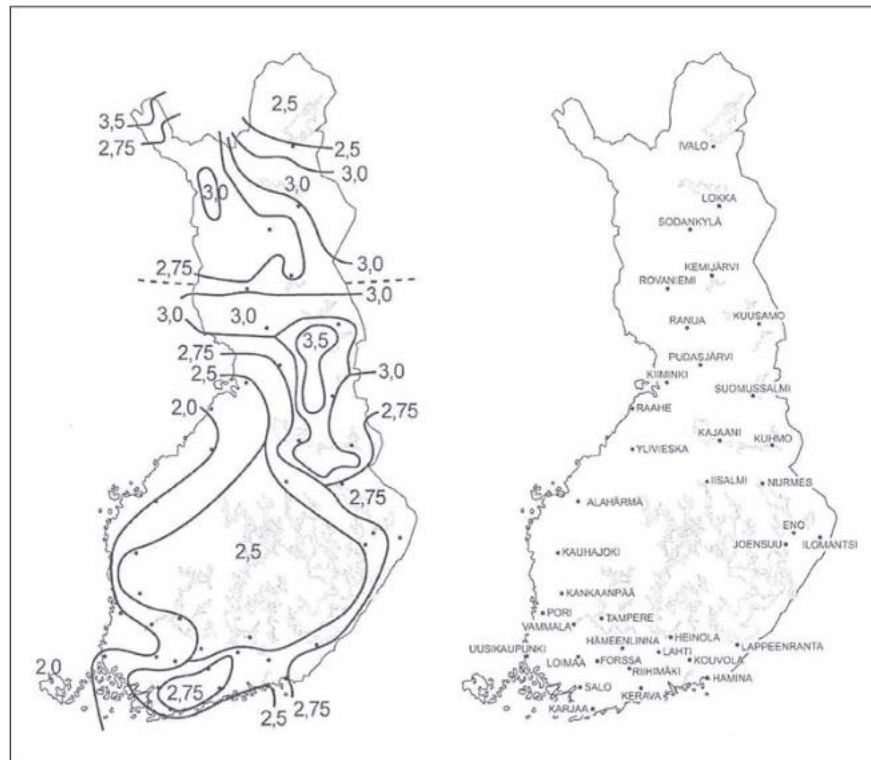 2,5
3,5
2,75
2,5
3,0
3,0
3,0
2,75
3,0
3,0
3,0
3,0
3,5
2,75
2,5
3,0
2,0
2,75
2,75
2,5
2,0
2,75
2,5
2,75
IVALO
LOKKA
SODANKYLÄ
KEMIJÄRVI
ROVANIEMI
RANUA
KUUSAMO
PUDASJÄRVI
KIIMINKI
SUOMUSSALMI
RAAHE
KAJAANI
KUHMO
YLIVIESKA
IISALMI
NURMES
ALAHÄRMÄ
ENO
JOENSUU
ILOMANTSI
KAUHAJOKI
KANKAANPÄÄ
PORI
TAMPERE
VAMMALA
HÄMEENLINNA
HEINOLA
LAPPEENRANTA
UUSIKAUPUNKI
LAHTI
LOIMAA
FORSSA
KOUVOLA
RIIHIMÄKI
HAMINA
SALO
KERAVA
KARJAA